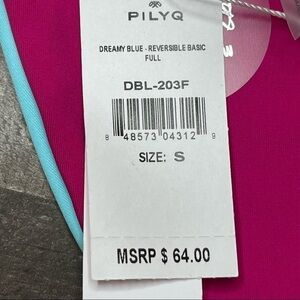 PILYQ
DREAMY BLUE - REVERSIBLE BASIC
FULL
DBL-203F
8 48573 04312 9
SIZE: S
MSRP $ 64.00